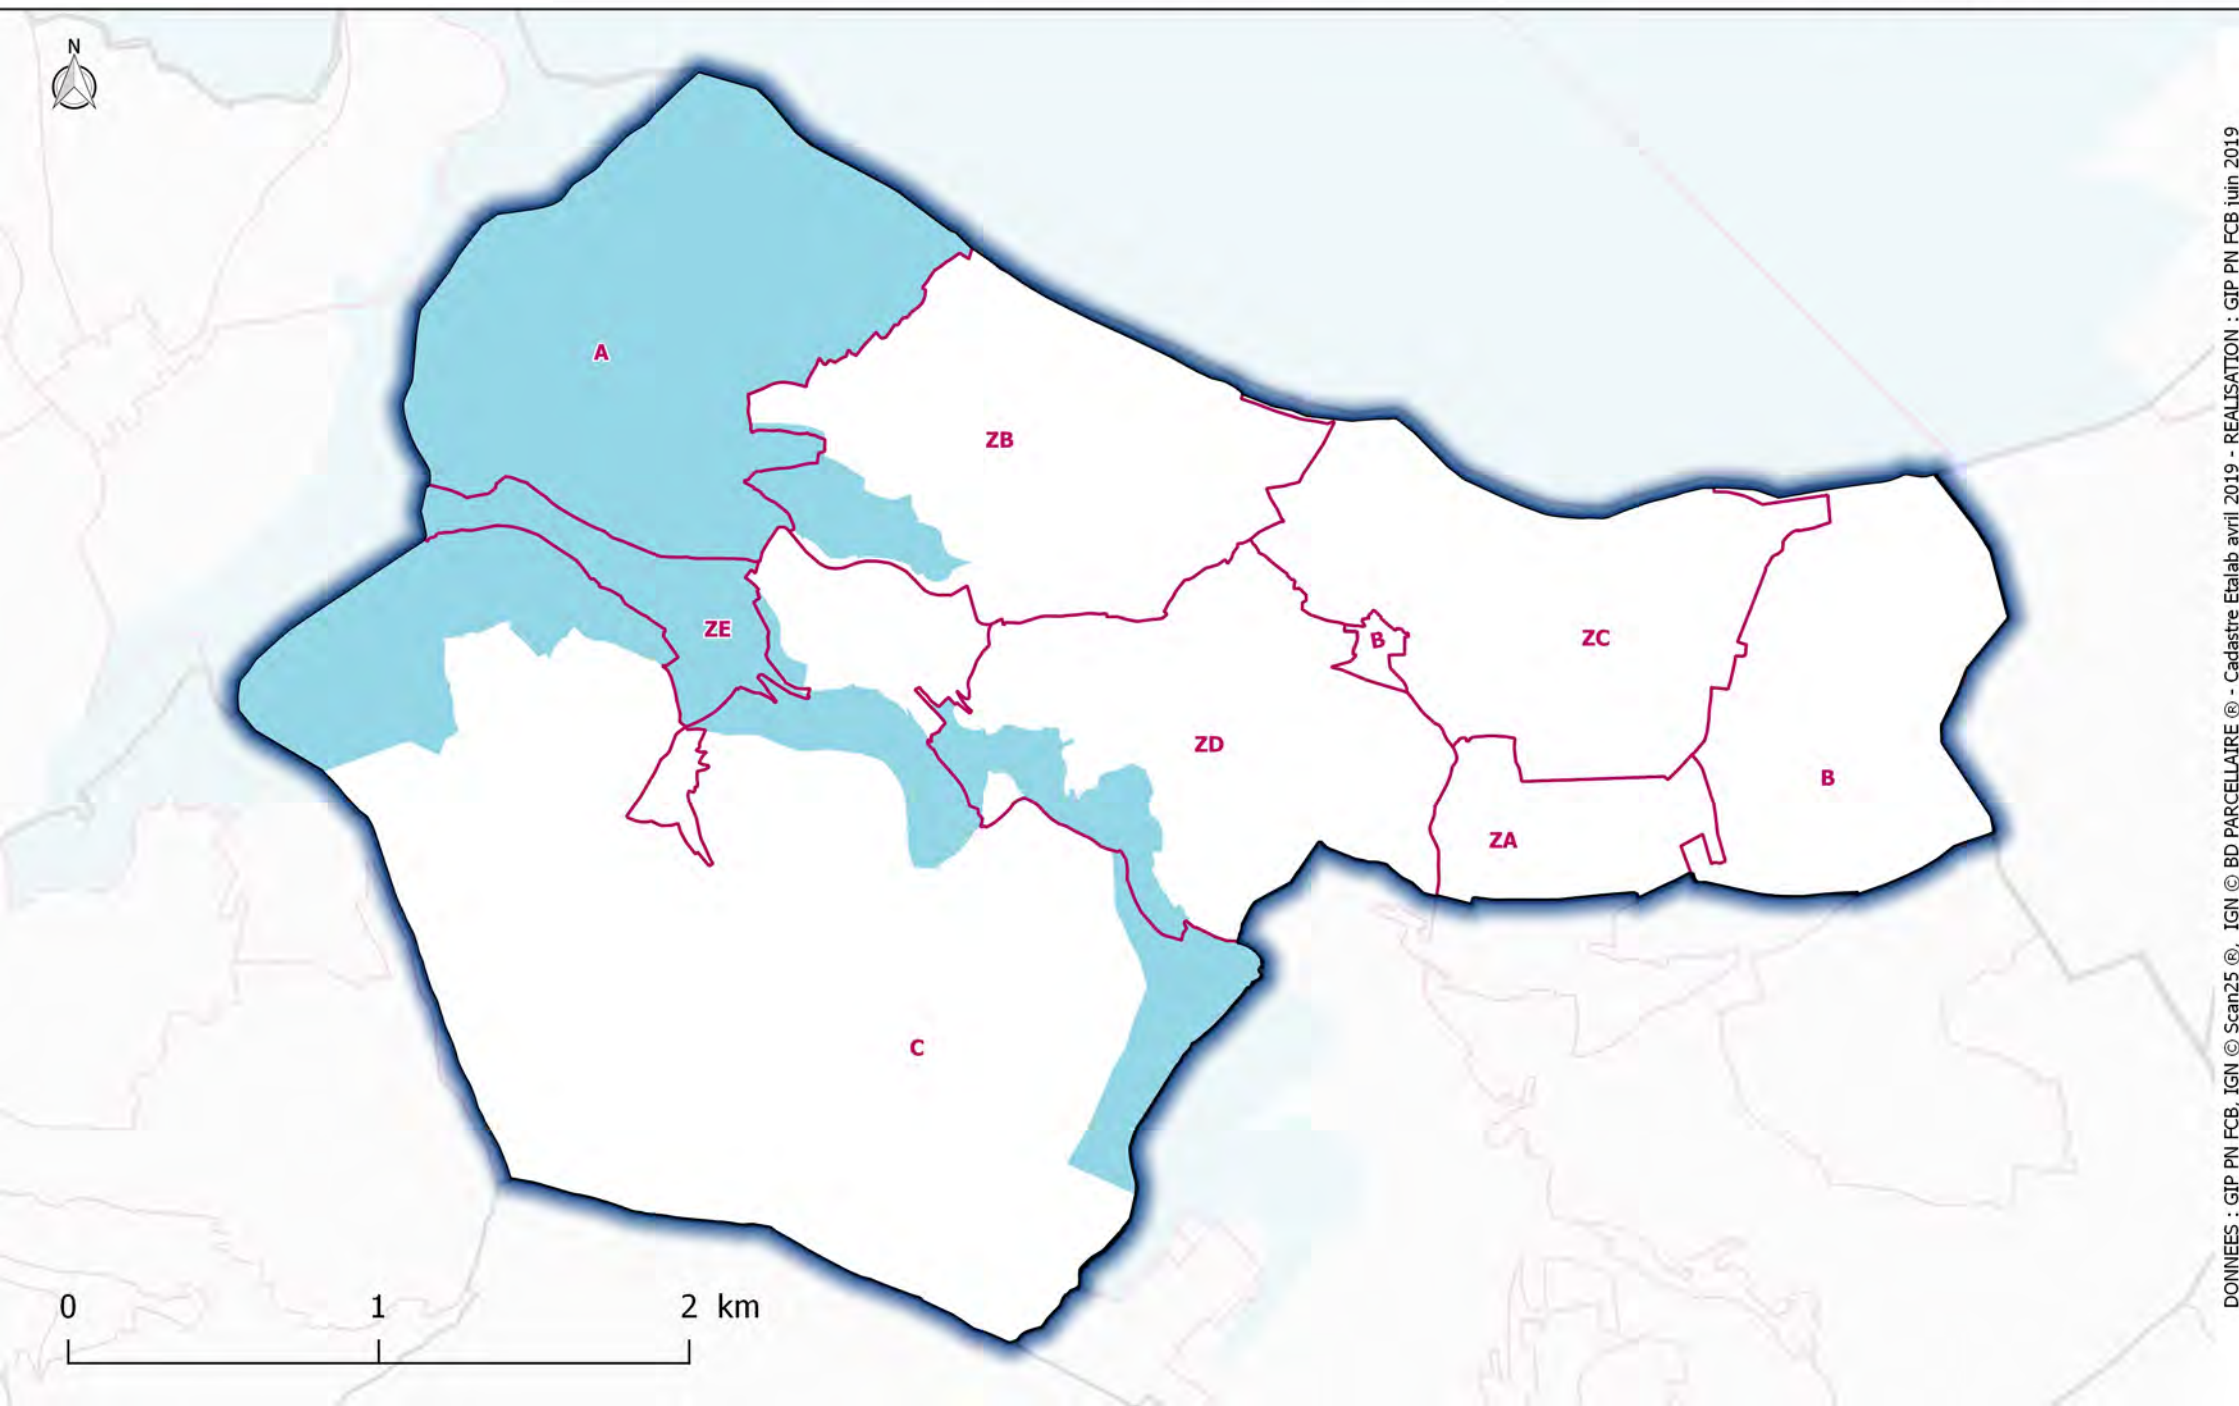 N
A
ZB
ZE
B
ZC
ZD
B
ZA
C
0 1 2 km
DONNEES : GIP PN FCB, IGN © Scan25 ®, IGN © BD PARCELLAIRE ® - Cadastre Etalab avril 2019 - REALISATION : GIP PN FCB juin 2019